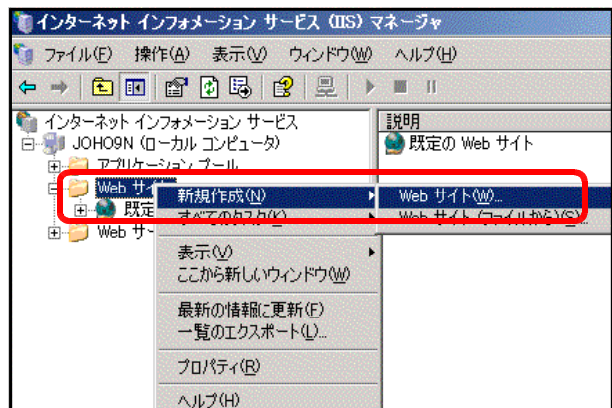 インターネット インフォメーション サービス (IIS) マネージャ
ファイル(F) 操作(A) 表示(V) ウィンドウ(W) ヘルプ(H)
インターネット インフォメーション サービス
JOHO9N (ローカル コンピュータ)
アプリケーション プール
Web サイ
既定
Web サー
説明
既定の Web サイト
新規作成(N)
すべてのタスク(K)
表示(V)
ここから新しいウィンドウ(W)
最新の情報に更新(F)
一覧のエクスポート(L)...
プロパティ(R)
ヘルプ(H)
Web サイト(W)...
Web サイト (ファイルから)(S)...